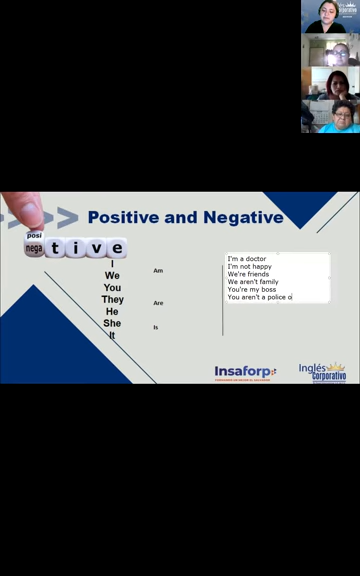 Positive and Negative
posi
nega
t i v e
I
We
You
They
He
She
It
Am
Are
Is
I'm a doctor
I'm not happy
We're friends
We aren't family
You're my boss
You aren't a police o
Insaforp
Inglés
Corporativo